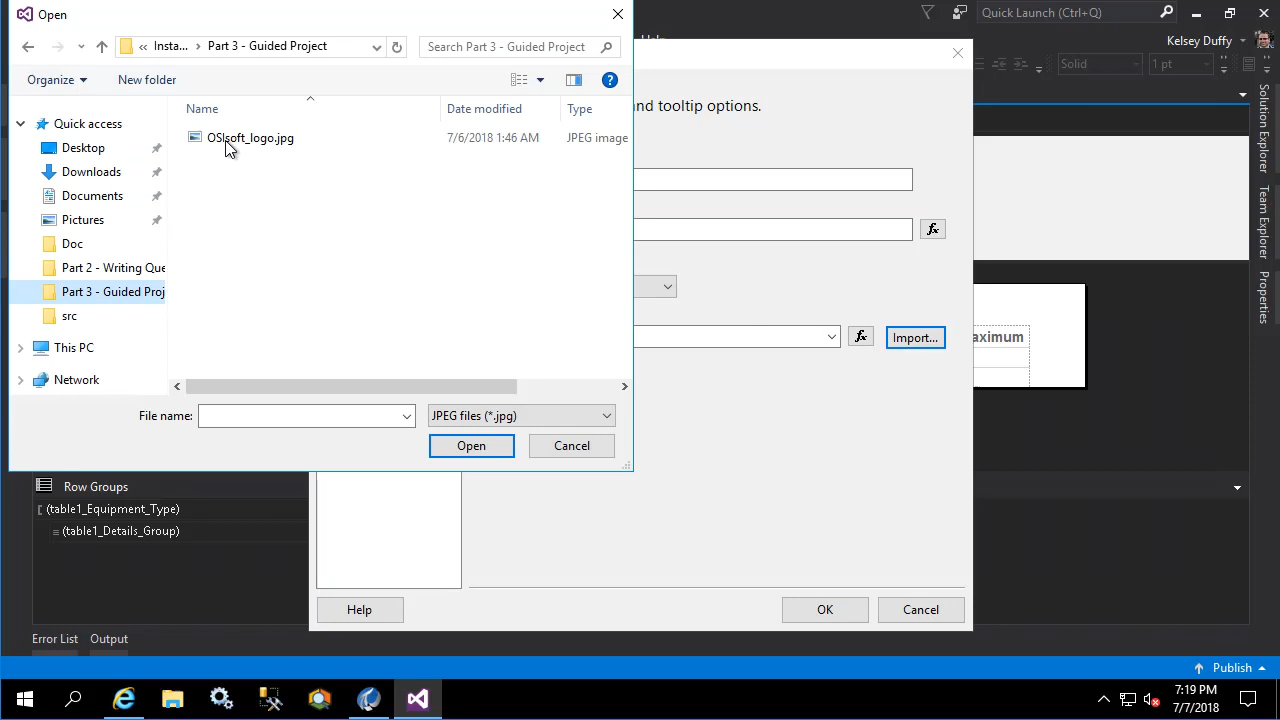 Open
Quick Launch (Ctrl+Q)
Kelsey Duffy
« Insta... › Part 3 - Guided Project
Search Part 3 - Guided Project
Solid
1 pt
Organize
New folder
and tooltip options.
Name
Date modified
Type
Quick access
OSIsoft_logo.jpg
7/6/2018 1:46 AM
JPEG image
Desktop
Downloads
Documents
Pictures
Doc
Part 2 - Writing Que
Part 3 - Guided Proj
src
This PC
Network
fx
fx
Import...
aximum
Solution Explorer
Team Explorer
Properties
File name:
JPEG files (*.jpg)
Open
Cancel
Row Groups
(table1_Equipment_Type)
(table1_Details_Group)
Help
OK
Cancel
Error List
Output
Publish
7:19 PM
7/7/2018